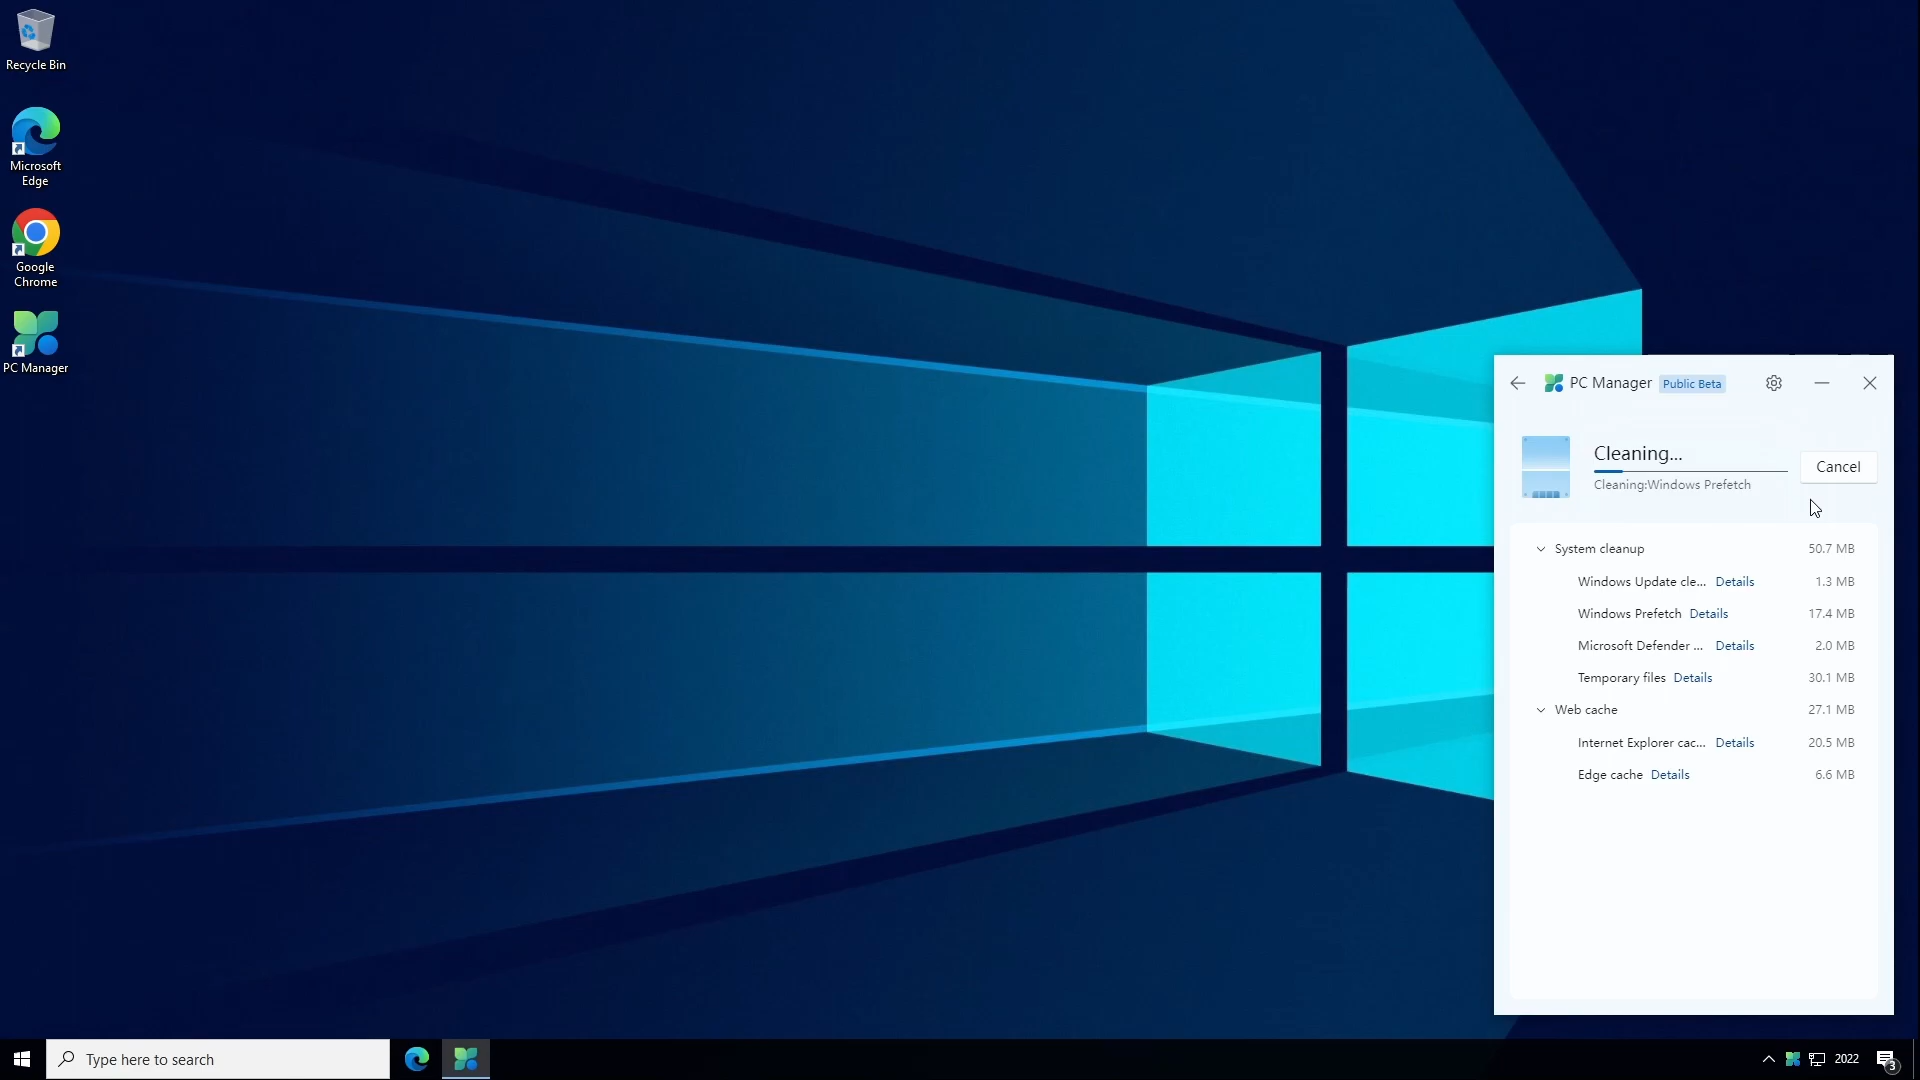 Recycle Bin
Microsoft
Edge
Google
Chrome
PC Manager
PC Manager Public Beta
Cleaning...
Cancel
Cleaning:Windows Prefetch
System cleanup 50.7 MB
Windows Update cle... Details 1.3 MB
Windows Prefetch Details 17.4 MB
Microsoft Defender ... Details 2.0 MB
Temporary files Details 30.1 MB
Web cache 27.1 MB
Internet Explorer cac... Details 20.5 MB
Edge cache Details 6.6 MB
Type here to search
2022
3